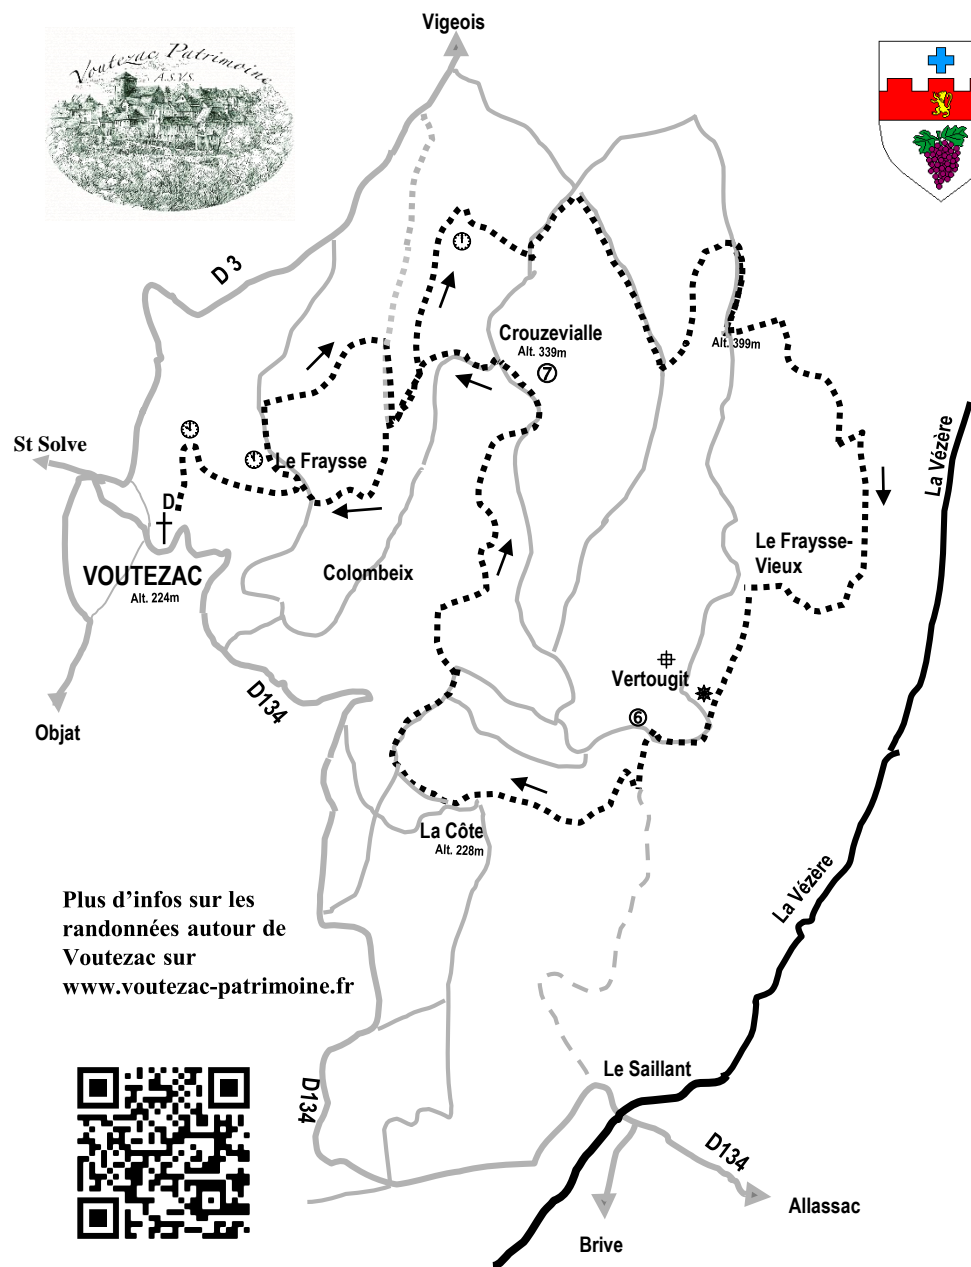 Vigeois
Voutezac Patrimoine
A.S.V.S.
D 3
Crouzevialle
Alt. 339m
7
Alt. 399m
La Vézère
St Solve
Le Fraysse
D
VOUTEZAC
Alt. 224m
Colombeix
Le Fraysse-
Vieux
Vertougit
6
D134
Objat
La Côte
Alt. 228m
La Vézère
Plus d’infos sur les
randonnées autour de
Voutezac sur
www.voutezac-patrimoine.fr
Le Saillant
D134
D134
Allassac
Brive